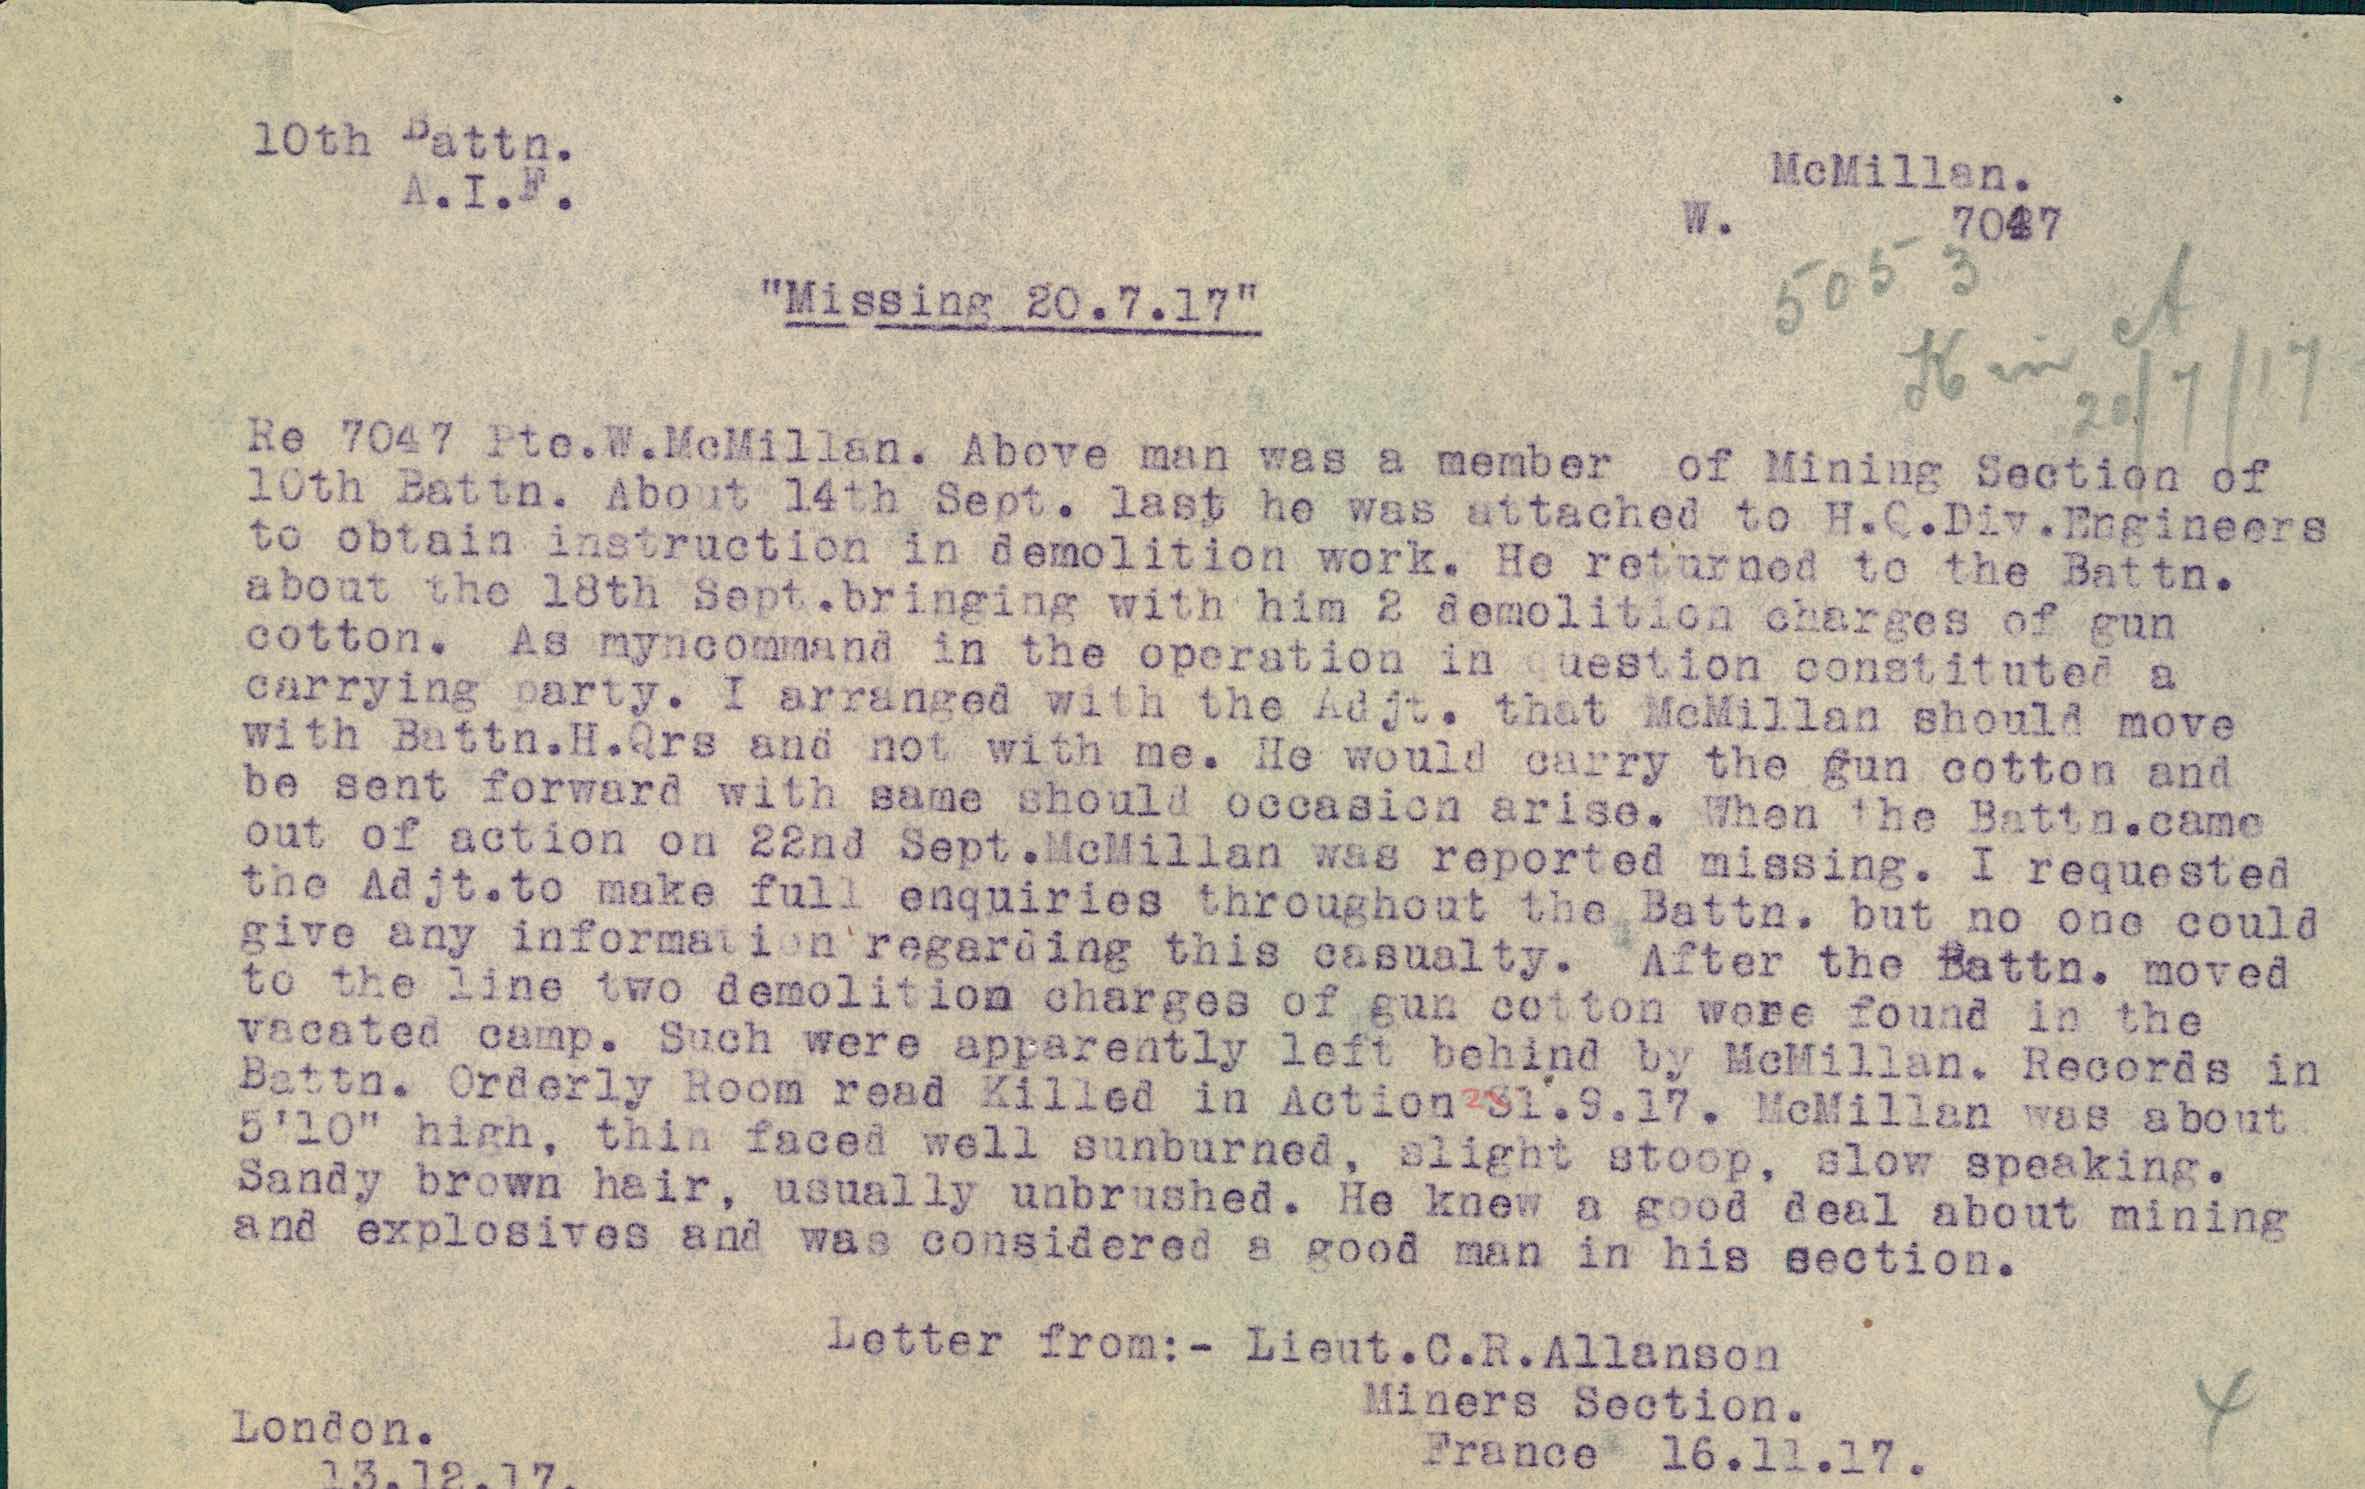 10th Battn.
A.I.F.
McMillan.
W. 7047
5053
K in A
20/7/17
"Missing 20.7.17"
Re 7047 Pte.W.McMillan. Above man was a member of Mining Section of
10th Battn. About 14th Sept. last he was attached to H.Q.Div.Engineers
to obtain instruction in demolition work. He returned to the Battn.
about the 18th Sept.bringing with him 2 demolition charges of gun
cotton. As myncommand in the operation in question constituted a
carrying party. I arranged with the Adjt. that McMillan should move
with Battn.H.Qrs and not with me. He would carry the gun cotton and
be sent forward with same should occasion arise. When the Battn.came
out of action on 22nd Sept.McMillan was reported missing. I requested
the Adjt.to make full enquiries throughout the Battn. but no one could
give any information regarding this casualty. After the Battn. moved
to the line two demolition charges of gun cotton were found in the
vacated camp. Such were apparently left behind by McMillan. Records in
Battn. Orderly Room read Killed in Action S1.9.17. McMillan was about
5'10" high, thin faced well sunburned, slight stoop, slow speaking.
Sandy brown hair, usually unbrushed. He knew a good deal about mining
and explosives and was considered a good man in his section.
Letter from:- Lieut.C.R.Allanson
Miners Section.
France 16.11.17.
4
London.
13.12.17.